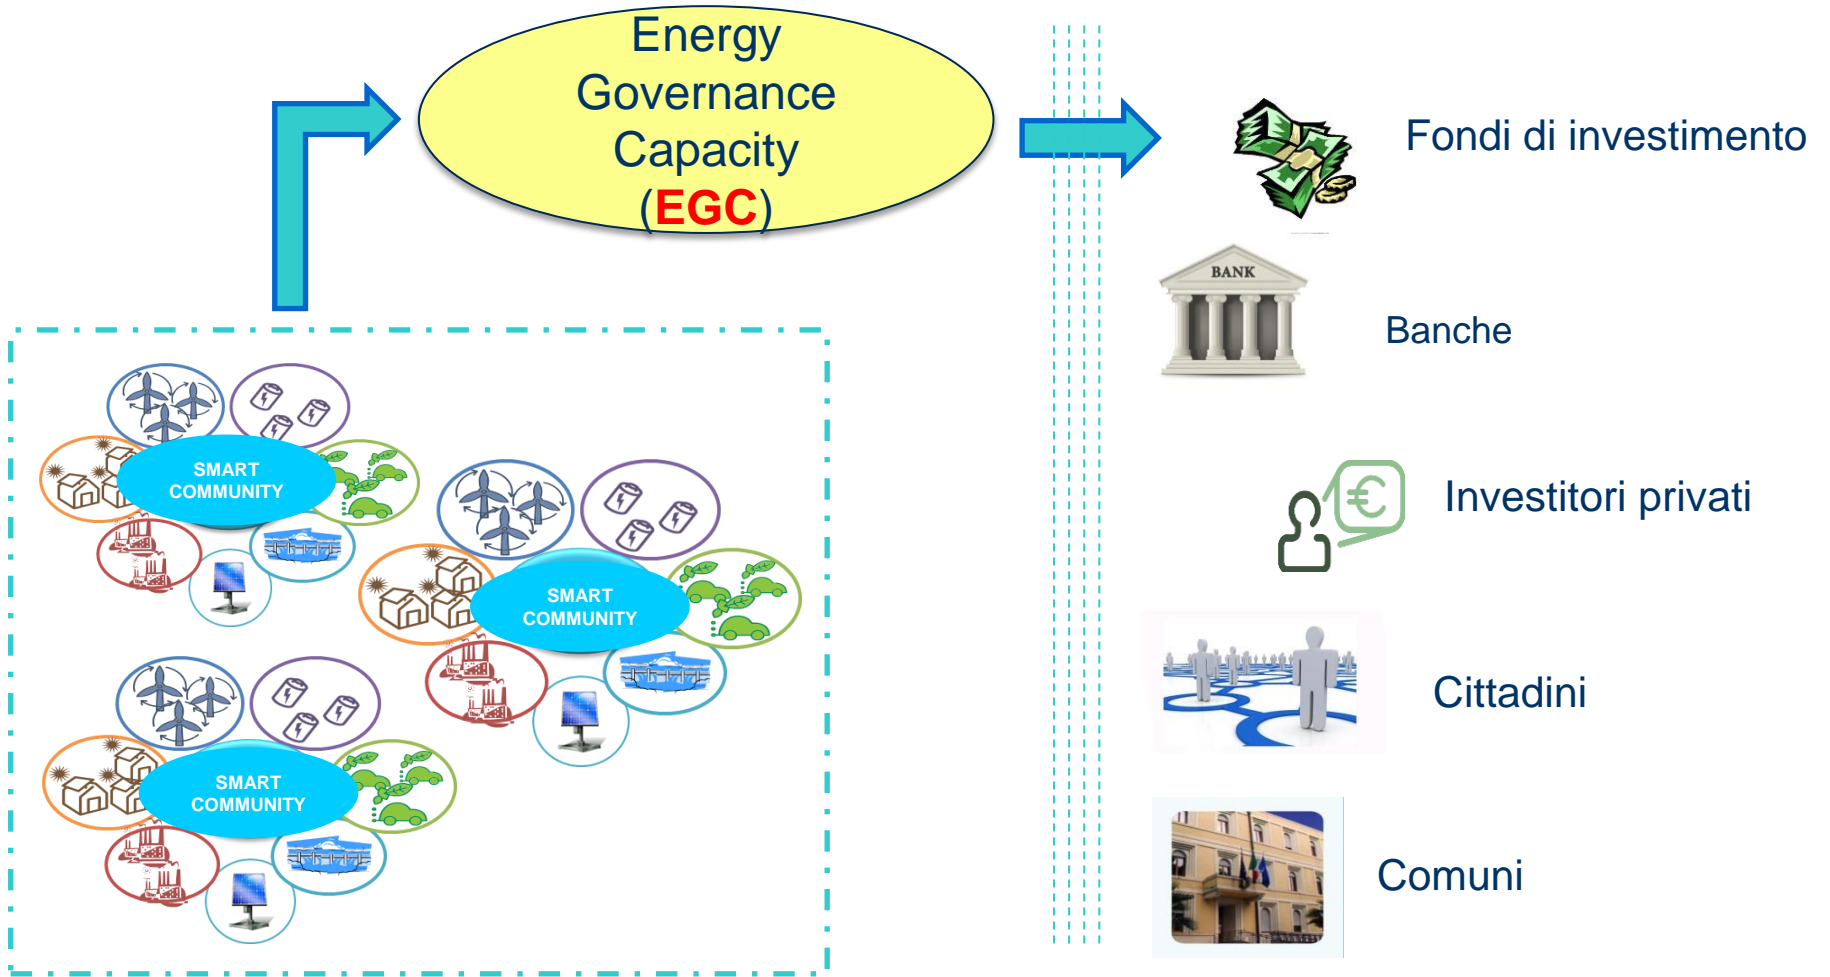 Energy
Governance
Capacity
(EGC)
Fondi di investimento
BANK
Banche
SMART
COMMUNITY
Investitori privati
SMART
COMMUNITY
Cittadini
SMART
COMMUNITY
Comuni